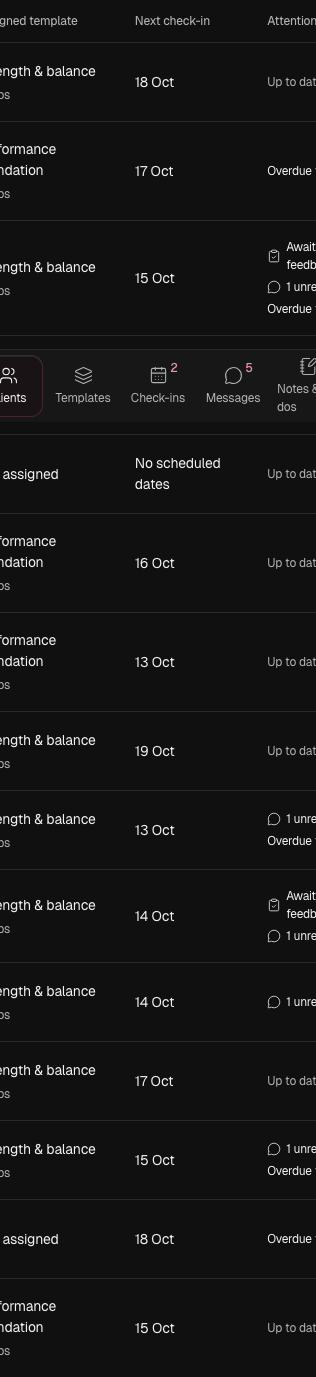 gned template Next check-in Attention
ength & balance
18 Oct Up to dat
os
formance
ndation
17 Oct Overdue
os
Await
feedb
ength & balance
15 Oct
1 unre
os
Overdue
ients Templates Check-ins 2 Messages 5 Notes &
dos
assigned
No scheduled
dates
Up to dat
formance
ndation
16 Oct Up to dat
os
formance
ndation
13 Oct Up to dat
os
ength & balance
19 Oct Up to dat
os
ength & balance
13 Oct
1 unre
os
Overdue
Await
feedb
ength & balance
14 Oct
os
1 unre
ength & balance
14 Oct 1 unre
os
ength & balance
17 Oct Up to dat
os
ength & balance
15 Oct
1 unre
os
Overdue
assigned 18 Oct Overdue
formance
ndation
15 Oct Up to dat
os